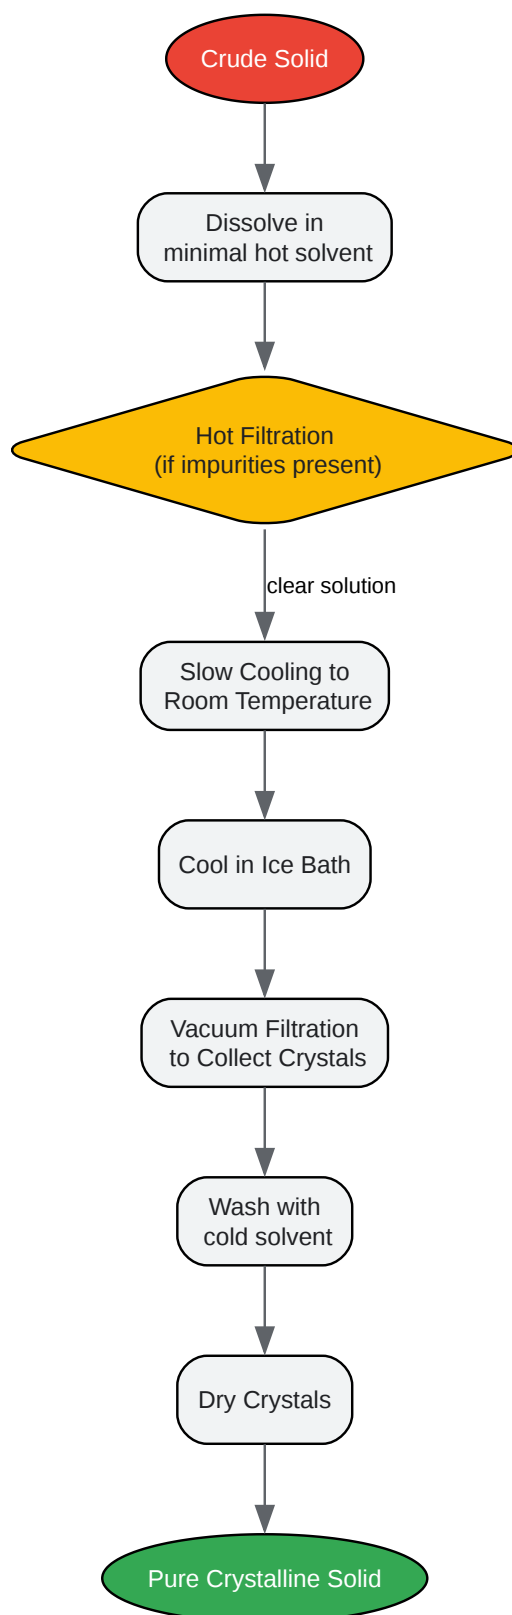 Crude Solid
Dissolve in
minimal hot solvent
Hot Filtration
(if impurities present)
clear solution
Slow Cooling to
Room Temperature
Cool in Ice Bath
Vacuum Filtration
to Collect Crystals
Wash with
cold solvent
Dry Crystals
Pure Crystalline Solid